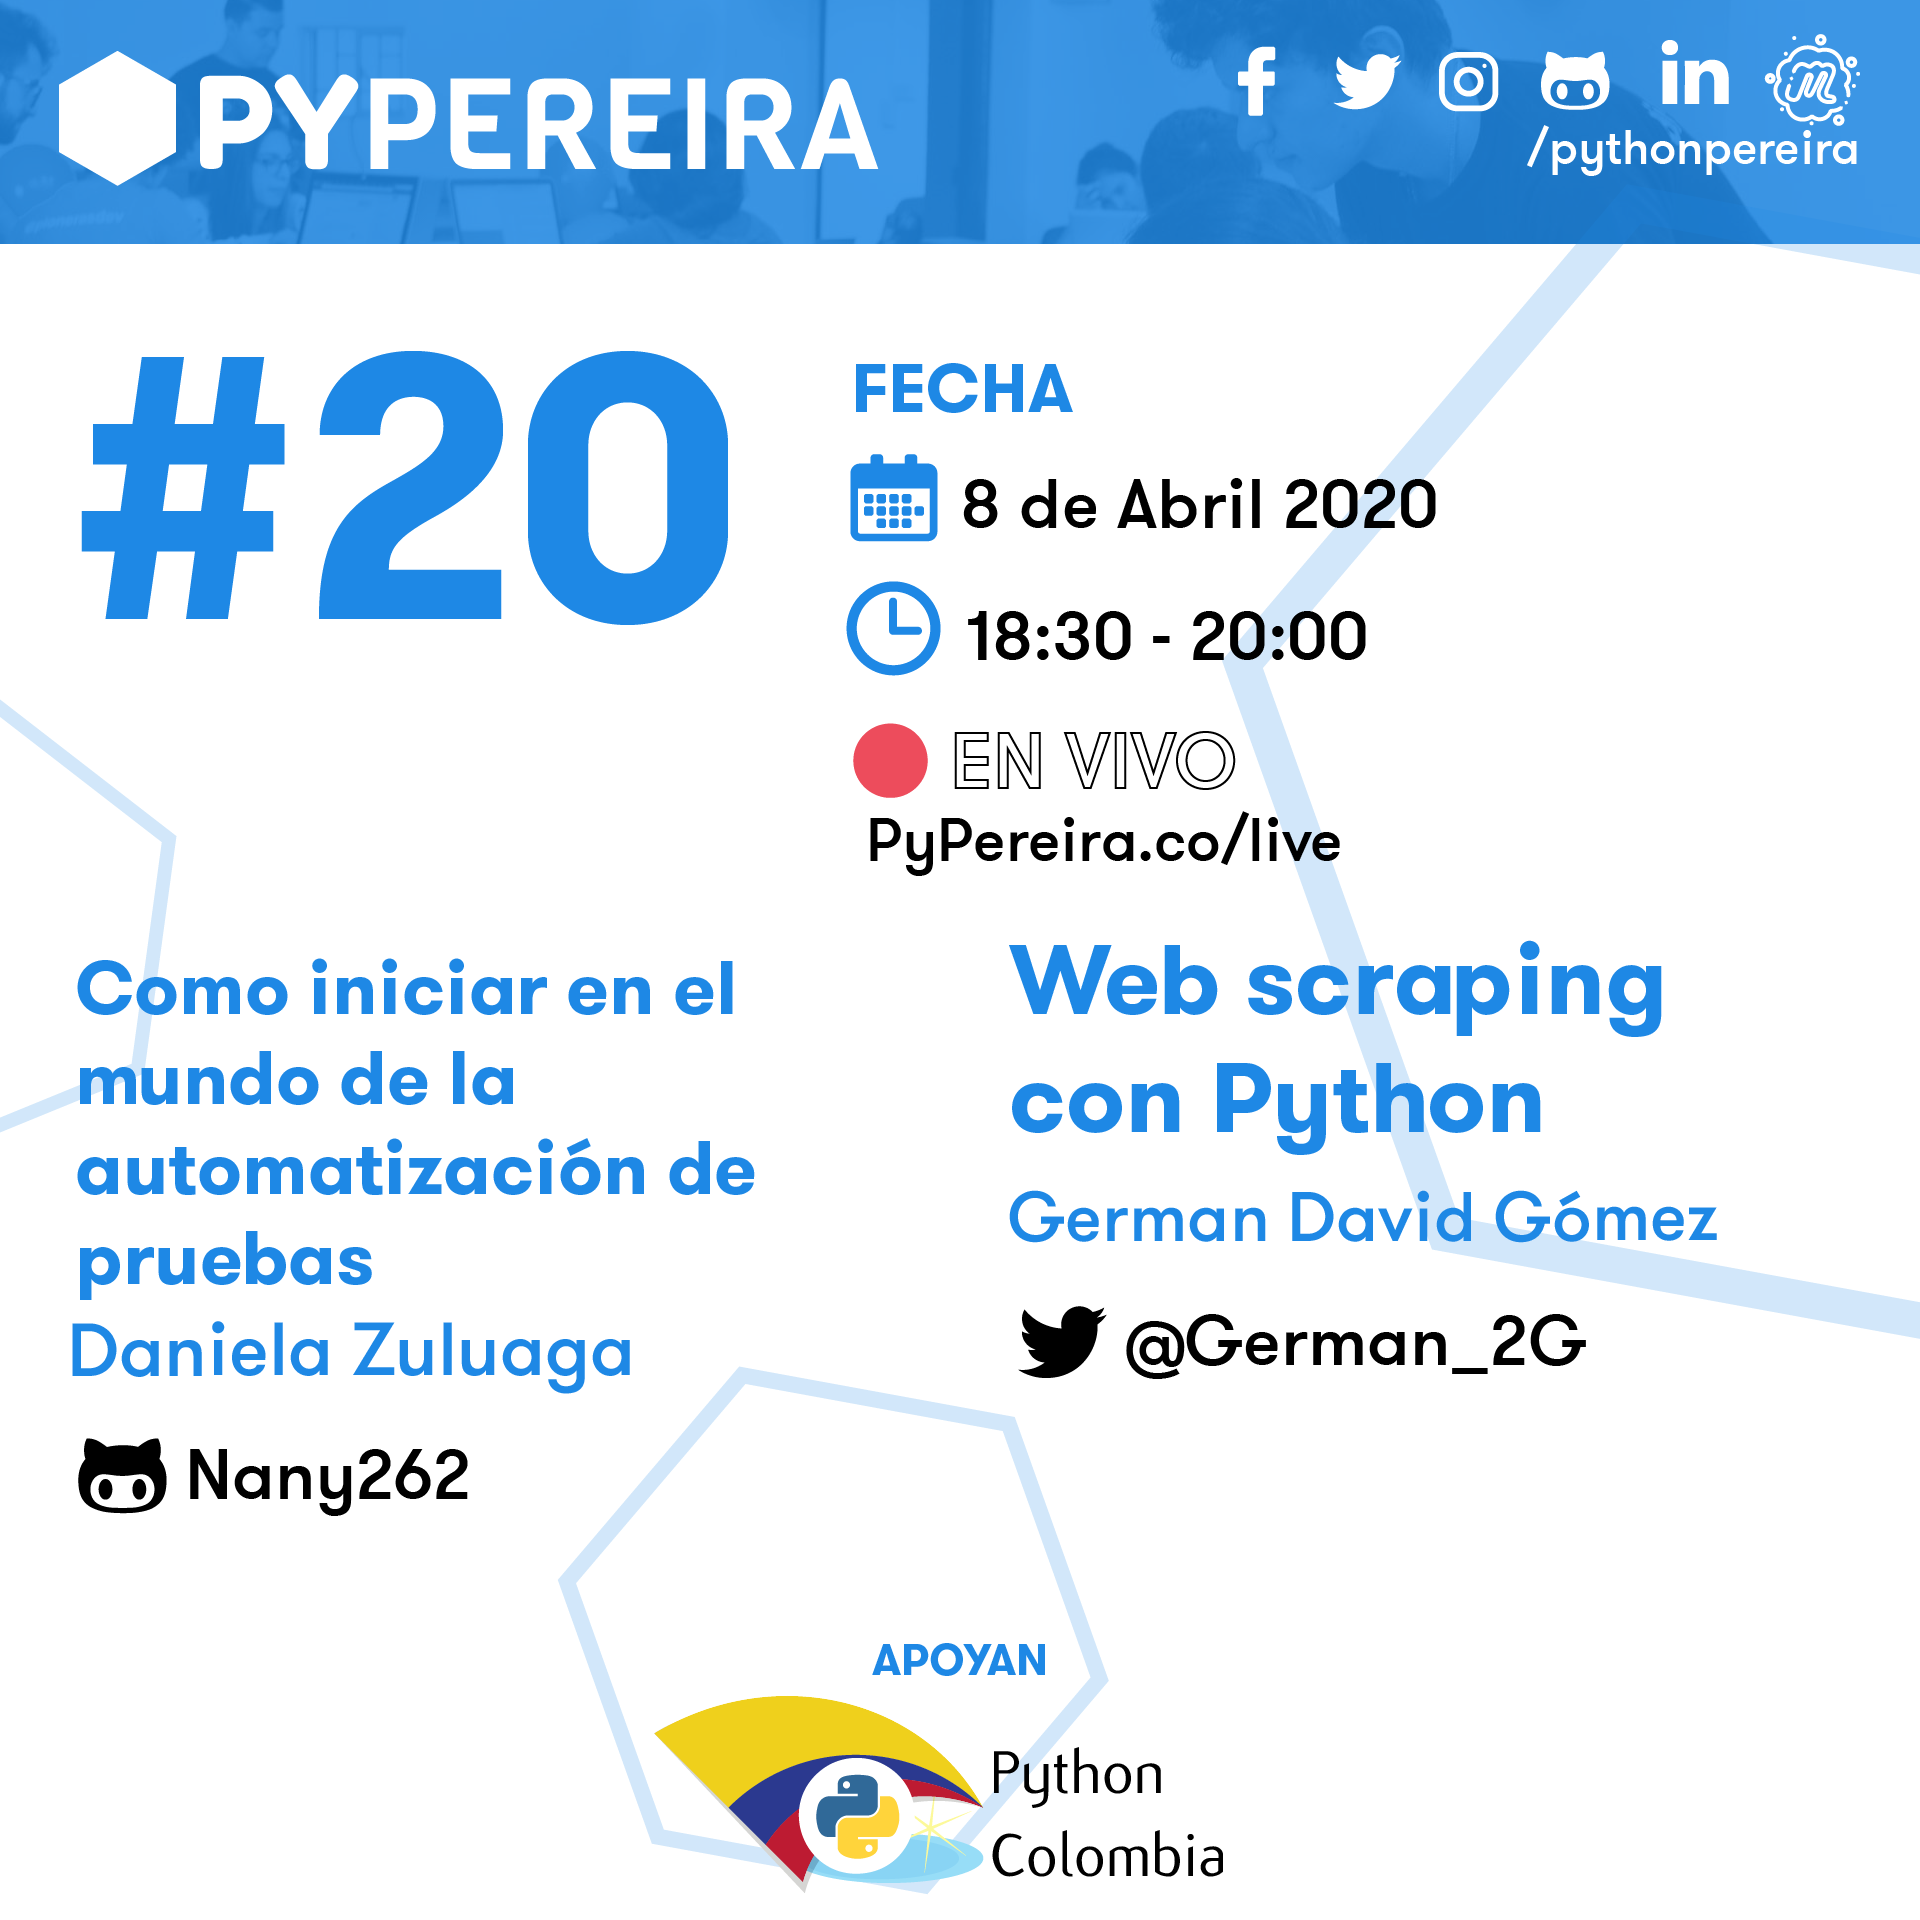 PYPEREIRA
/pythonpereira
#20
FECHA
8 de Abril 2020
18:30 - 20:00
EN VIVO
PyPereira.co/live
Como iniciar en el
mundo de la
automatización de
pruebas
Daniela Zuluaga
Nany262
Web scraping
con Python
German David Gómez
@German_2G
APOYAN
Python
Colombia